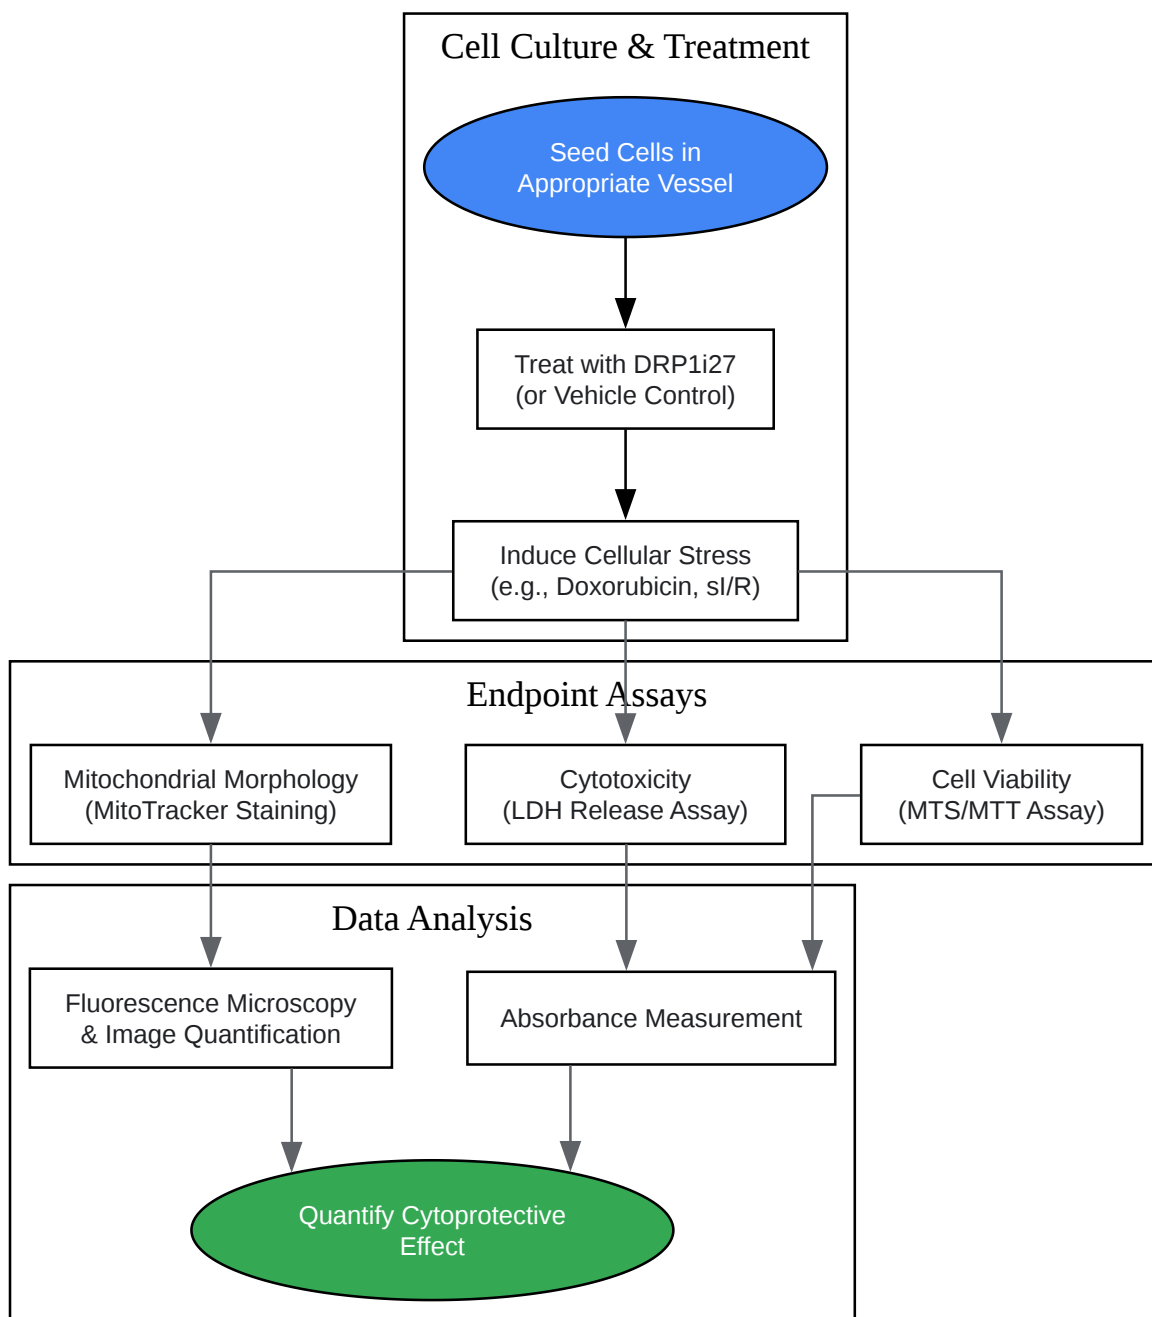 Cell Culture & Treatment
Seed Cells in
Appropriate Vessel
Treat with DRP1i27
(or Vehicle Control)
Induce Cellular Stress
(e.g., Doxorubicin, sI/R)
Endpoint Assays
Mitochondrial Morphology
(MitoTracker Staining)
Cytotoxicity
(LDH Release Assay)
Cell Viability
(MTS/MTT Assay)
Data Analysis
Fluorescence Microscopy
& Image Quantification
Absorbance Measurement
Quantify Cytoprotective
Effect